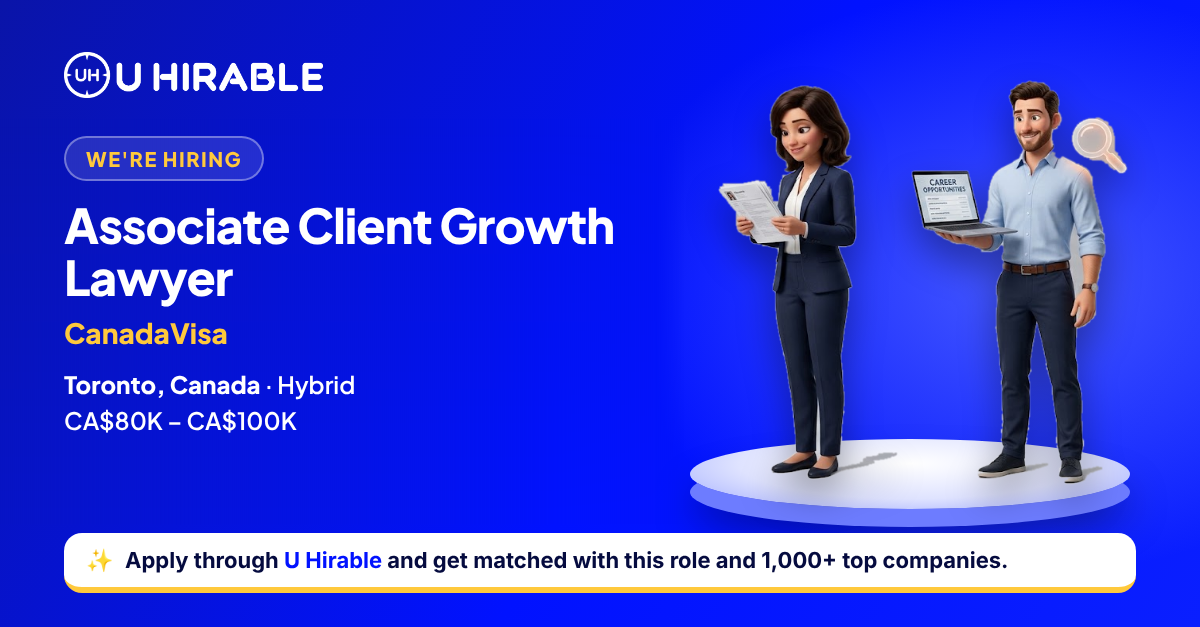 UH U HIRABLE
WE'RE HIRING
Associate Client Growth
Lawyer
CanadaVisa
Toronto, Canada · Hybrid
CA$80K – CA$100K
CAREER
OPPORTUNITIES
✨ Apply through U Hirable and get matched with this role and 1,000+ top companies.